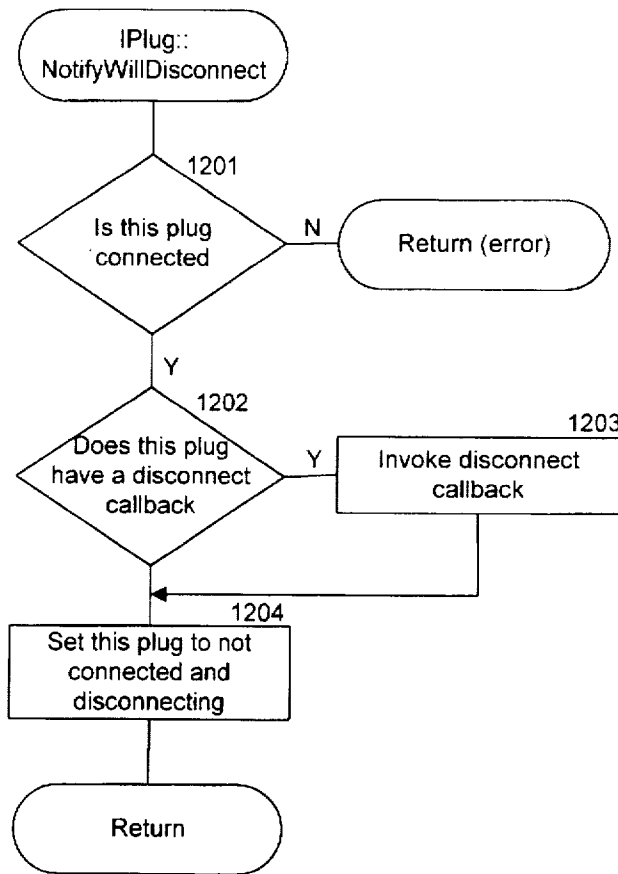 IPlug::
NotifyWillDisconnect
1201
Is this plug
connected
N
Return (error)
Y
1202
Does this plug
have a disconnect
callback
Y
1203
Invoke disconnect
callback
1204
Set this plug to not
connected and
disconnecting
Return